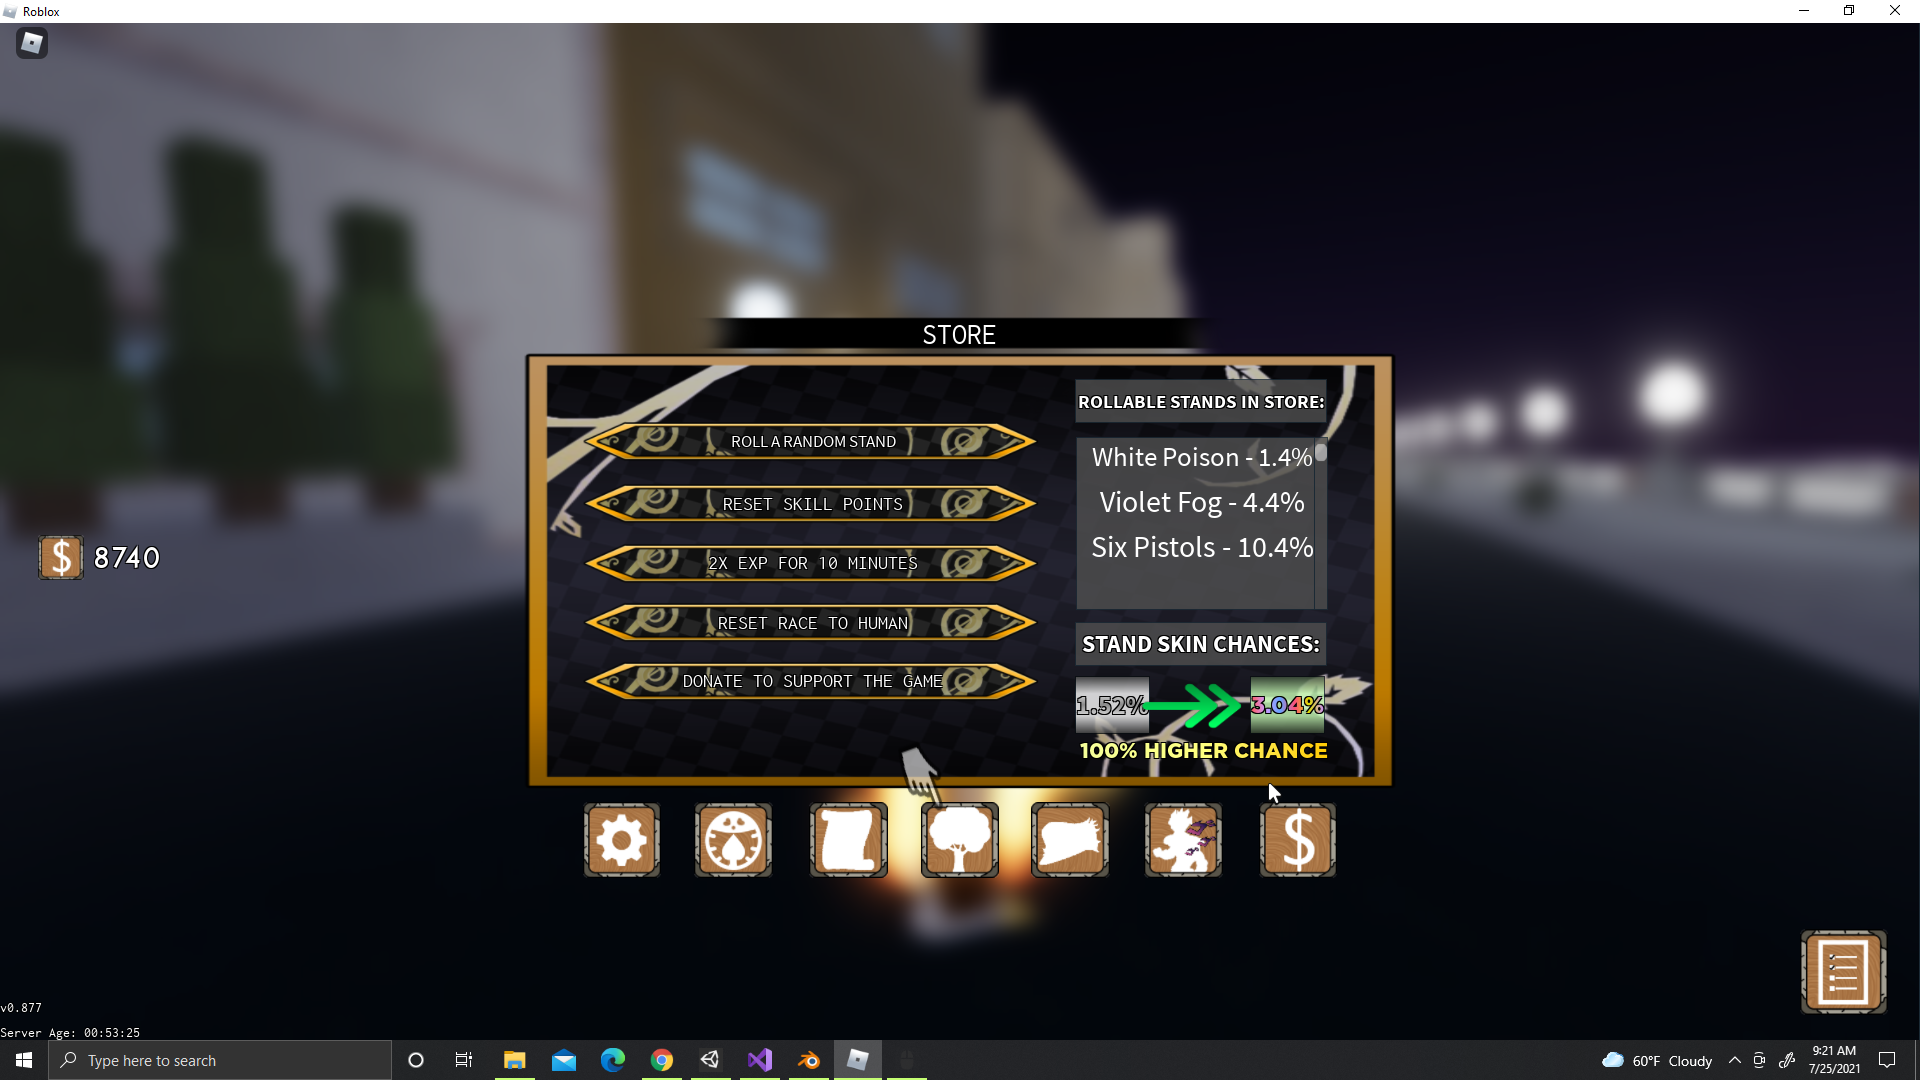 Roblox
STORE
ROLL A RANDOM STAND
RESET SKILL POINTS
2X EXP FOR 10 MINUTES
RESET RACE TO HUMAN
DONATE TO SUPPORT THE GAME
ROLLABLE STANDS IN STORE:
White Poison - 1.4%
Violet Fog - 4.4%
Six Pistols - 10.4%
STAND SKIN CHANCES:
1.52% 3.04%
100% HIGHER CHANCE
$ 8740
$
v0.877
Server Age: 00:53:25
Type here to search
60°F Cloudy
9:21 AM
7/25/2021